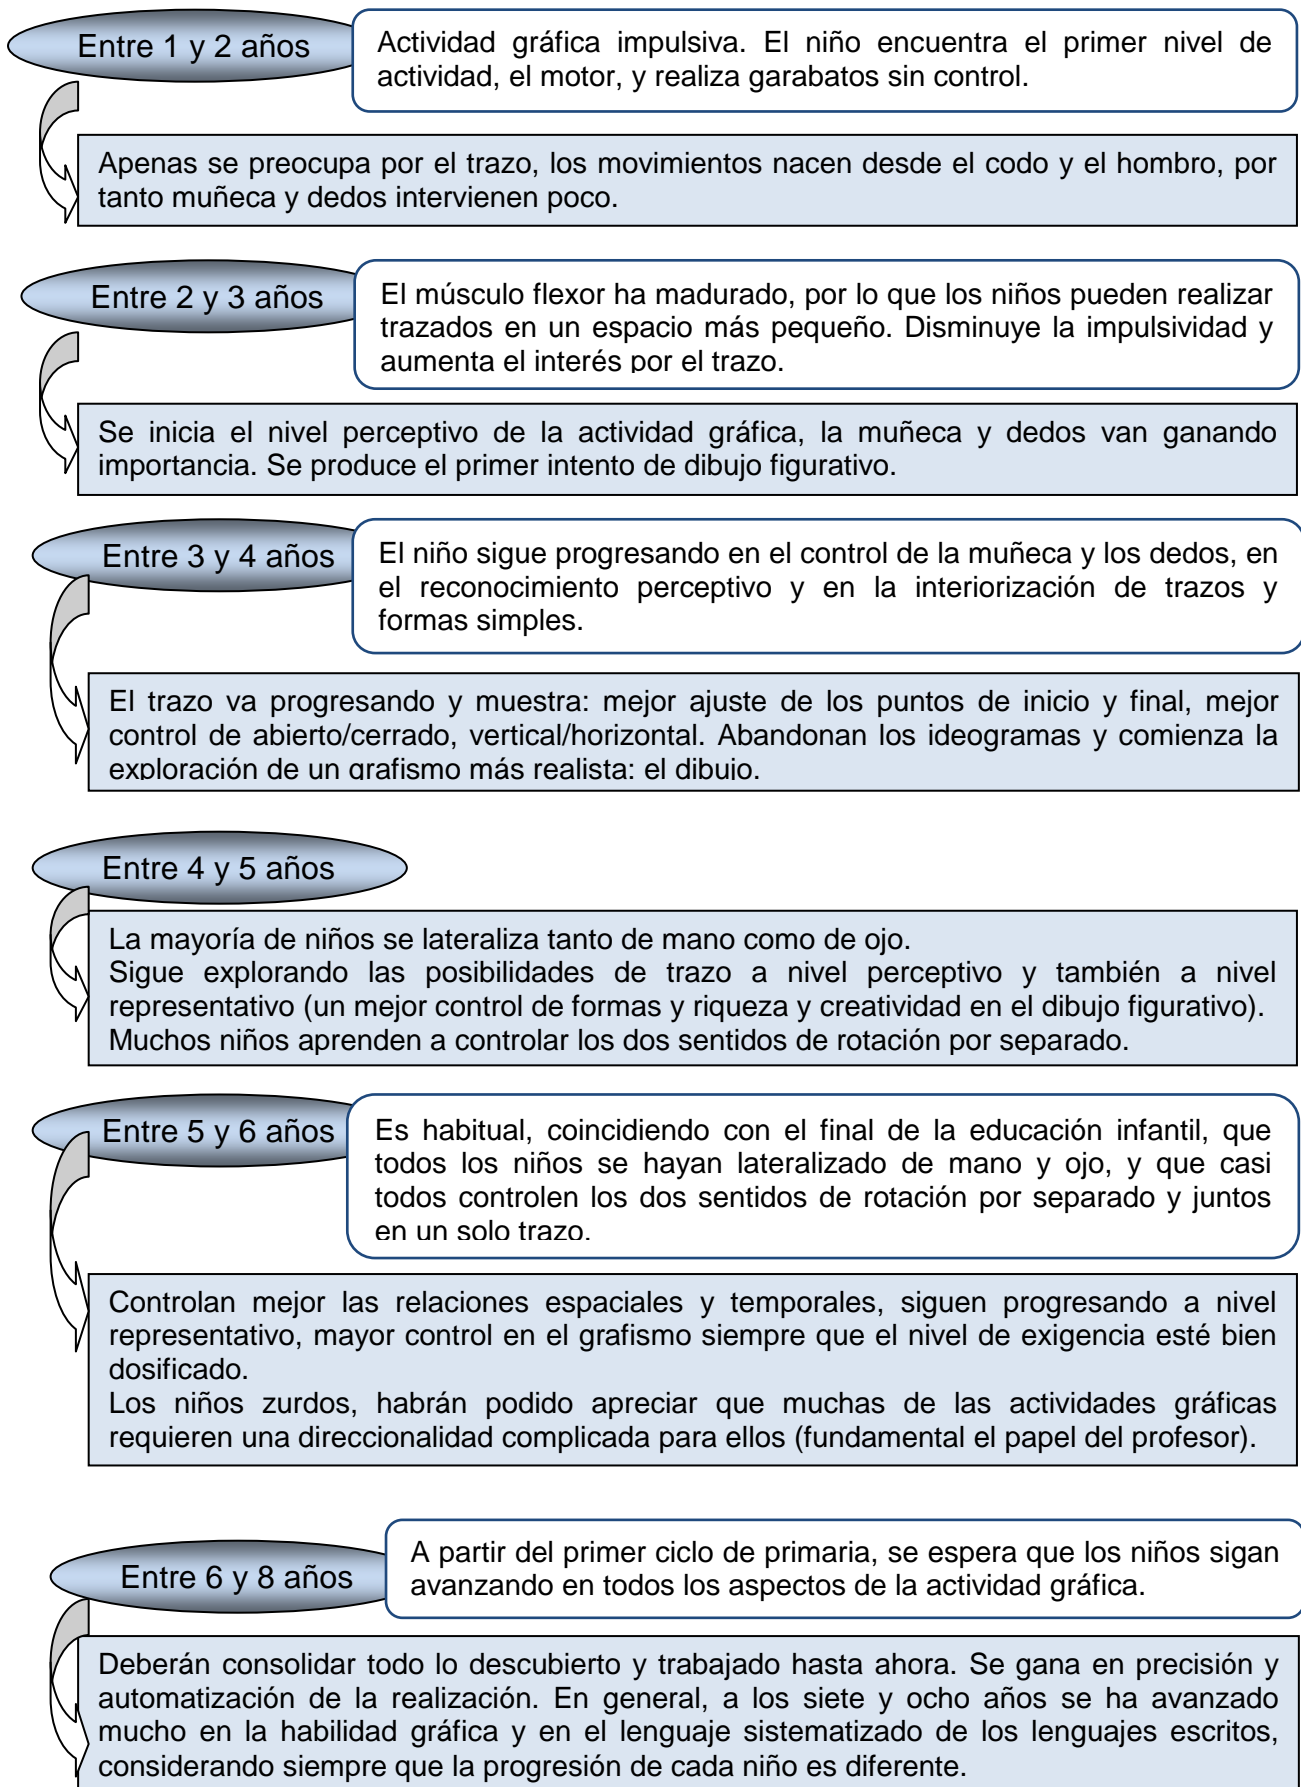 Entre 1 y 2 años
Actividad gráfica impulsiva. El niño encuentra el primer nivel de
actividad, el motor, y realiza garabatos sin control.
Apenas se preocupa por el trazo, los movimientos nacen desde el codo y el hombro, por
tanto muñeca y dedos intervienen poco.
Entre 2 y 3 años
El músculo flexor ha madurado, por lo que los niños pueden realizar
trazados en un espacio más pequeño. Disminuye la impulsividad y
aumenta el interés por el trazo.
Se inicia el nivel perceptivo de la actividad gráfica, la muñeca y dedos van ganando
importancia. Se produce el primer intento de dibujo figurativo.
Entre 3 y 4 años
El niño sigue progresando en el control de la muñeca y los dedos, en
el reconocimiento perceptivo y en la interiorización de trazos y
formas simples.
El trazo va progresando y muestra: mejor ajuste de los puntos de inicio y final, mejor
control de abierto/cerrado, vertical/horizontal. Abandonan los ideogramas y comienza la
exploración de un grafismo más realista: el dibujo.
Entre 4 y 5 años
La mayoría de niños se lateraliza tanto de mano como de ojo.
Sigue explorando las posibilidades de trazo a nivel perceptivo y también a nivel
representativo (un mejor control de formas y riqueza y creatividad en el dibujo figurativo).
Muchos niños aprenden a controlar los dos sentidos de rotación por separado.
Entre 5 y 6 años
Es habitual, coincidiendo con el final de la educación infantil, que
todos los niños se hayan lateralizado de mano y ojo, y que casi
todos controlen los dos sentidos de rotación por separado y juntos
en un solo trazo.
Controlan mejor las relaciones espaciales y temporales, siguen progresando a nivel
representativo, mayor control en el grafismo siempre que el nivel de exigencia esté bien
dosificado.
Los niños zurdos, habrán podido apreciar que muchas de las actividades gráficas
requieren una direccionalidad complicada para ellos (fundamental el papel del profesor).
Entre 6 y 8 años
A partir del primer ciclo de primaria, se espera que los niños sigan
avanzando en todos los aspectos de la actividad gráfica.
Deberán consolidar todo lo descubierto y trabajado hasta ahora. Se gana en precisión y
automatización de la realización. En general, a los siete y ocho años se ha avanzado
mucho en la habilidad gráfica y en el lenguaje sistematizado de los lenguajes escritos,
considerando siempre que la progresión de cada niño es diferente.